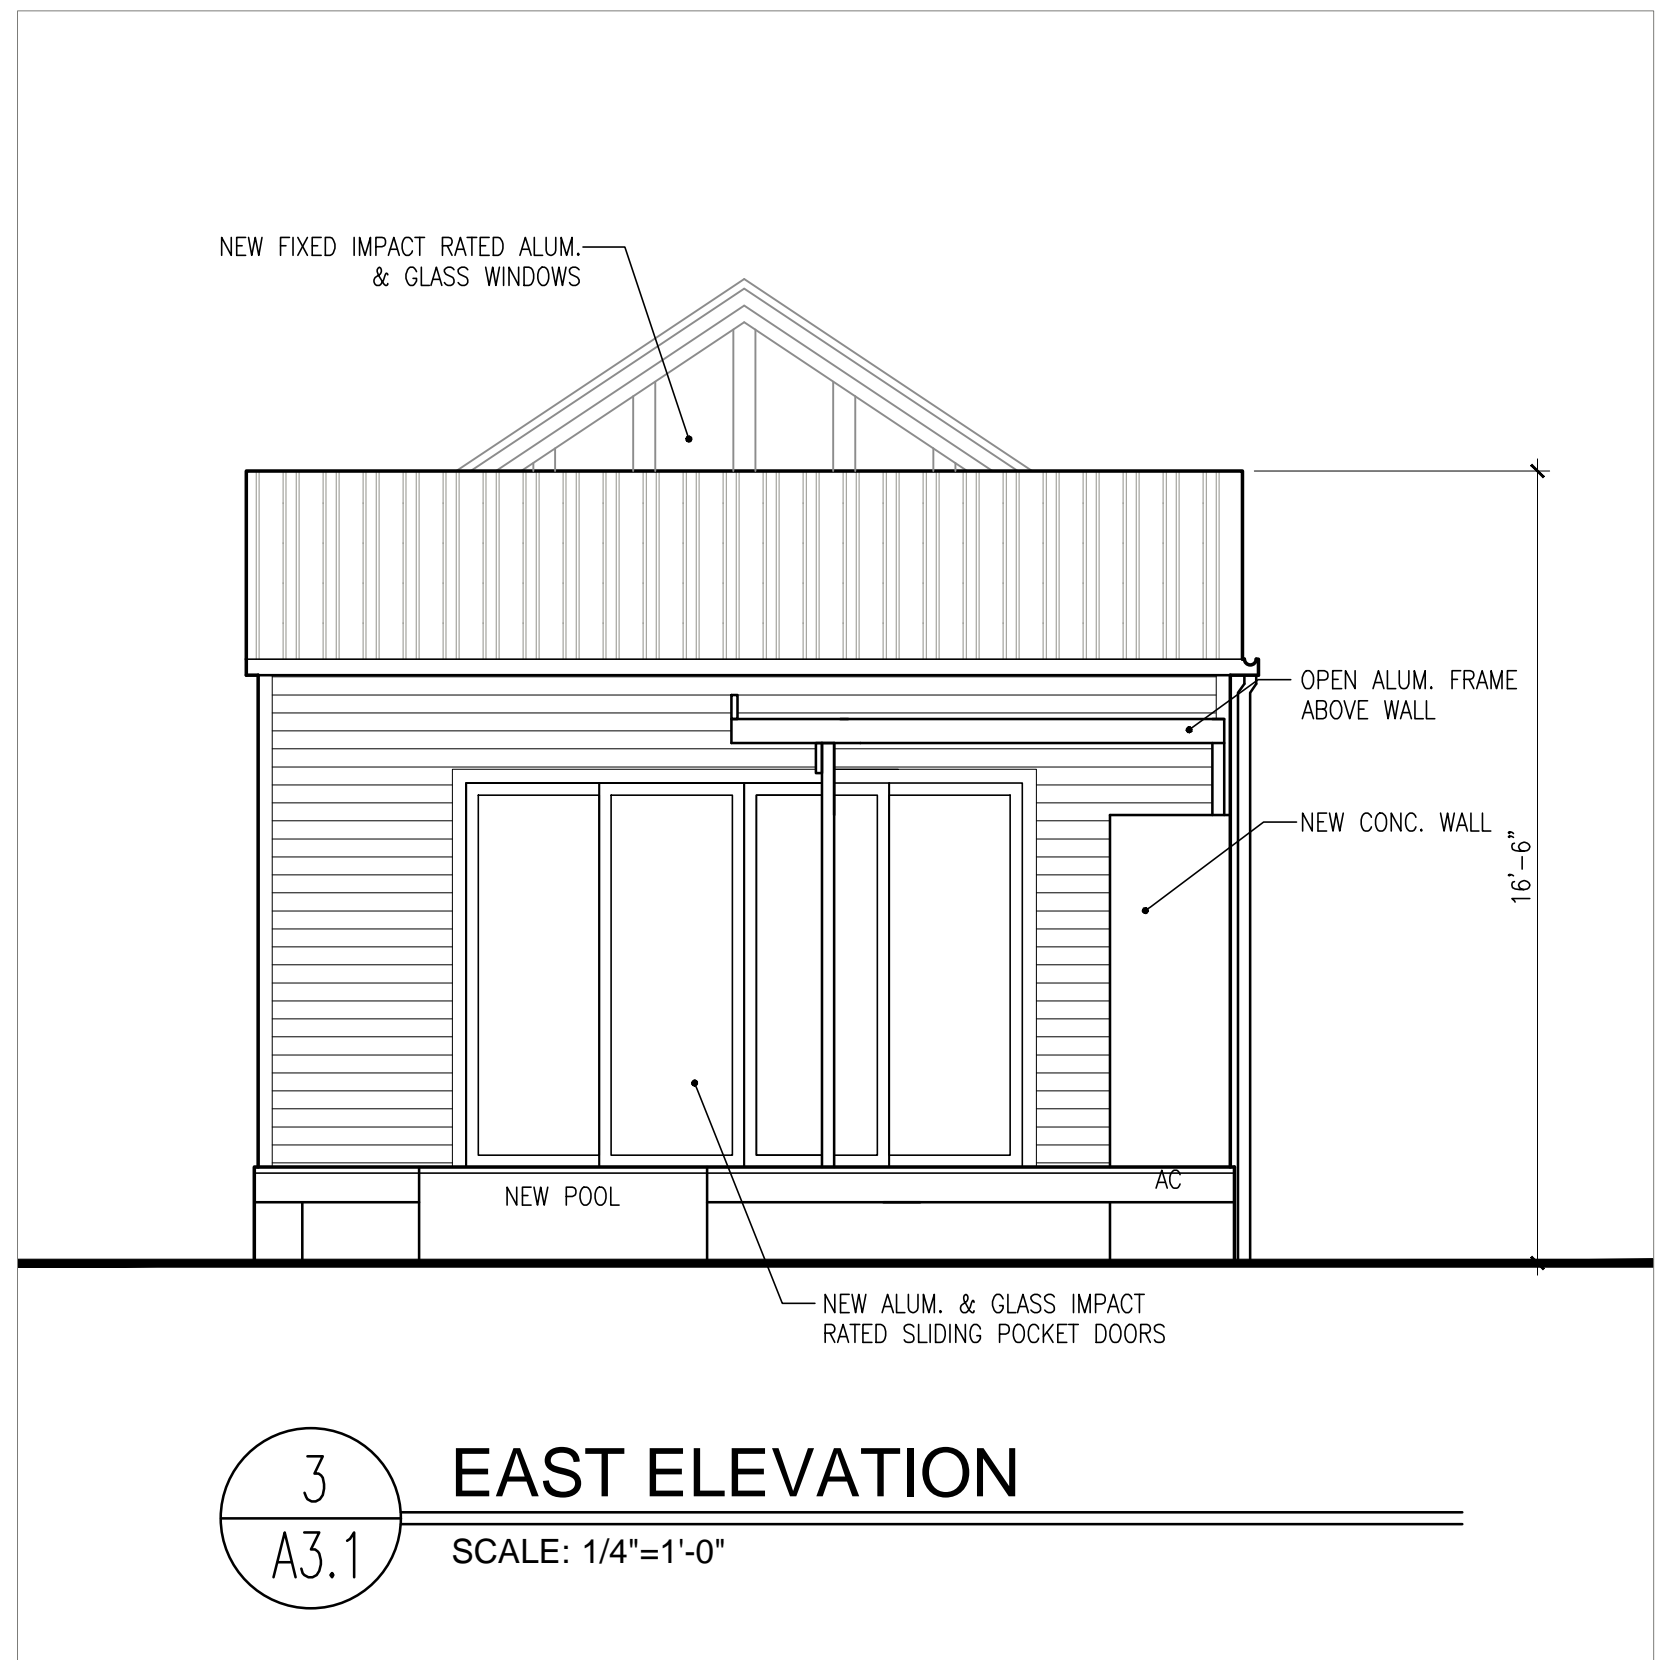 NEW FIXED IMPACT RATED ALUM.
& GLASS WINDOWS
OPEN ALUM. FRAME
ABOVE WALL
NEW CONC. WALL
16'-6"
AC
NEW POOL
NEW ALUM. & GLASS IMPACT
RATED SLIDING POCKET DOORS
3
A3.1
EAST ELEVATION
SCALE: 1/4"=1'-0"